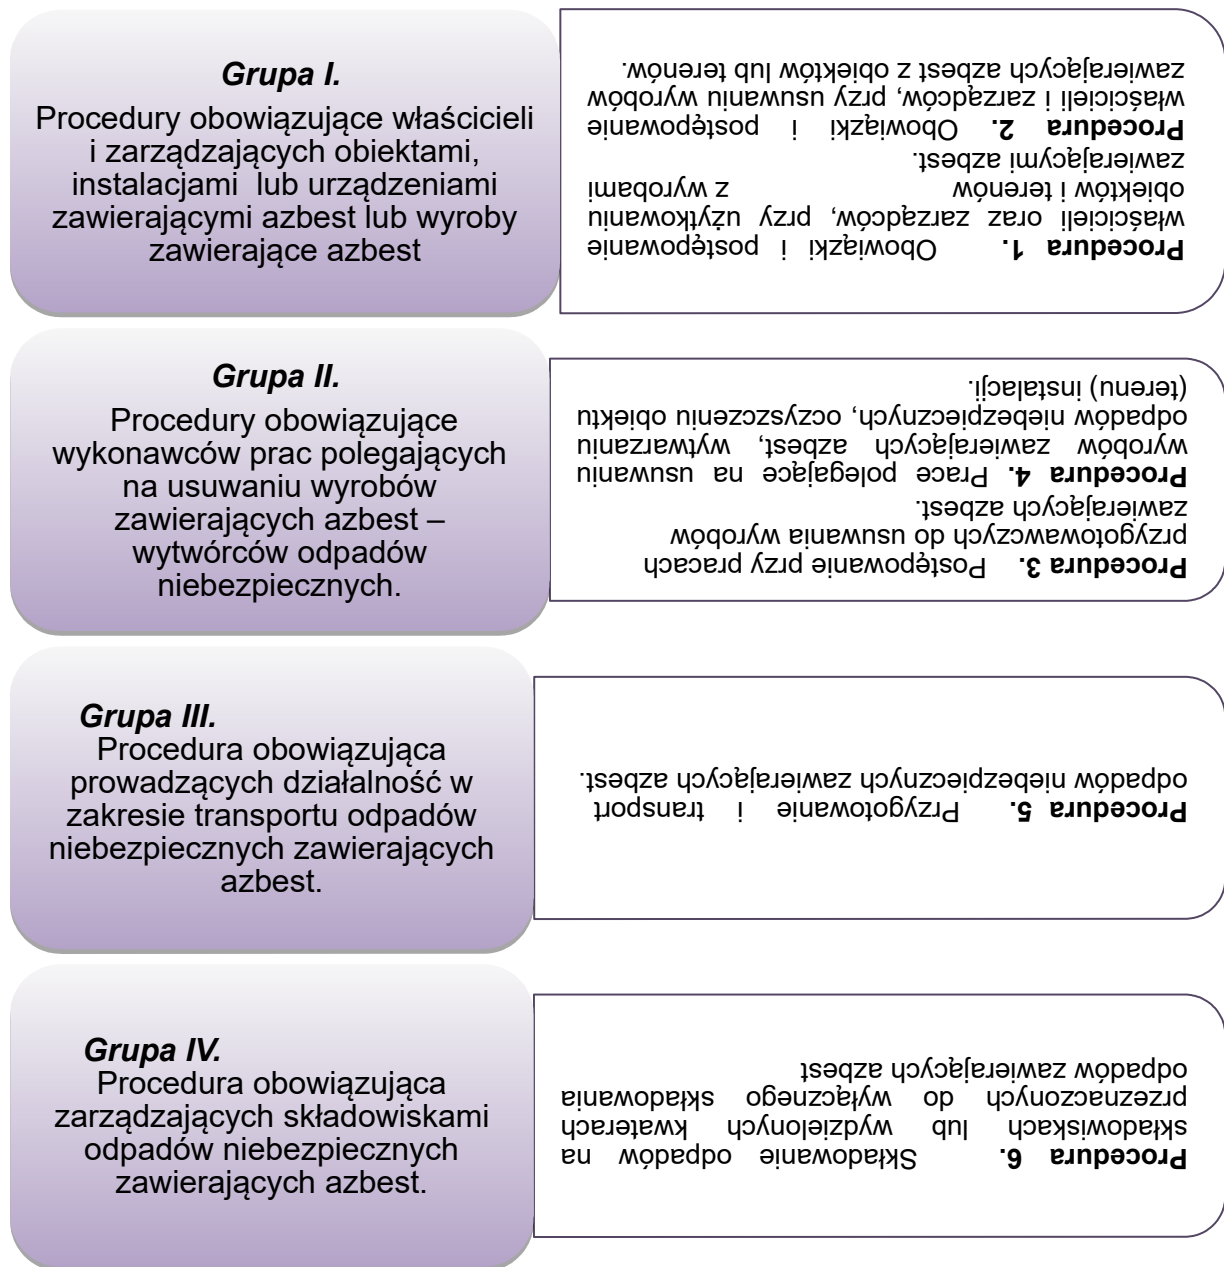 Grupa I.
Procedury obowiązujące właścicieli
i zarządzających obiektami,
instalacjami lub urządzeniami
zawierającymi azbest lub wyroby
zawierające azbest
Procedura 1. Obowiązki i postępowanie
właścicieli oraz zarządców, przy użytkowaniu
obiektów i terenów z wyrobami
zawierającymi azbest.
Procedura 2. Obowiązki i postępowanie
właścicieli i zarządców, przy usuwaniu wyrobów
zawierających azbest z obiektów lub terenów.
Grupa II.
Procedury obowiązujące
wykonawców prac polegających
na usuwaniu wyrobów
zawierających azbest –
wytwórców odpadów
niebezpiecznych.
Procedura 3. Postępowanie przy pracach
przygotowawczych do usuwania wyrobów
zawierających azbest.
Procedura 4. Prace polegające na usuwaniu
wyrobów zawierających azbest, wytwarzaniu
odpadów niebezpiecznych, oczyszczeniu obiektu
(terenu) instalacji.
Grupa III.
Procedura obowiązująca
prowadzących działalność w
zakresie transportu odpadów
niebezpiecznych zawierających
azbest.
Procedura 5. Przygotowanie i transport
odpadów niebezpiecznych zawierających azbest.
Grupa IV.
Procedura obowiązująca
zarządzających składowiskami
odpadów niebezpiecznych
zawierających azbest.
Procedura 6. Składowanie odpadów na
składowiskach lub wydzielonych kwaterach
przeznaczonych do wyłącznego składowania
odpadów zawierających azbest